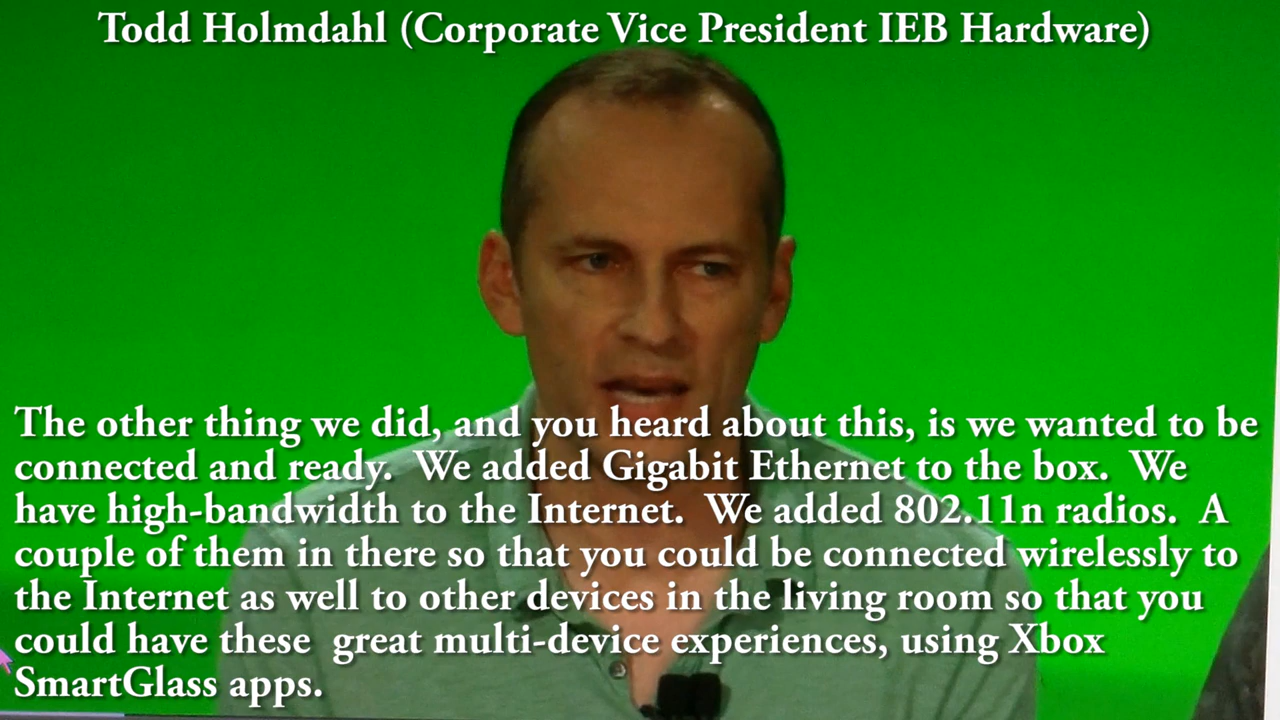 Todd Holmdahl (Corporate Vice President IEB Hardware)
The other thing we did, and you heard about this, is we wanted to be
connected and ready.  We added Gigabit Ethernet to the box.  We
have high-bandwidth to the Internet.  We added 802.11n radios.  A
couple of them in there so that you could be connected wirelessly to
the Internet as well to other devices in the living room so that you
could have these  great multi-device experiences, using Xbox
SmartGlass apps.